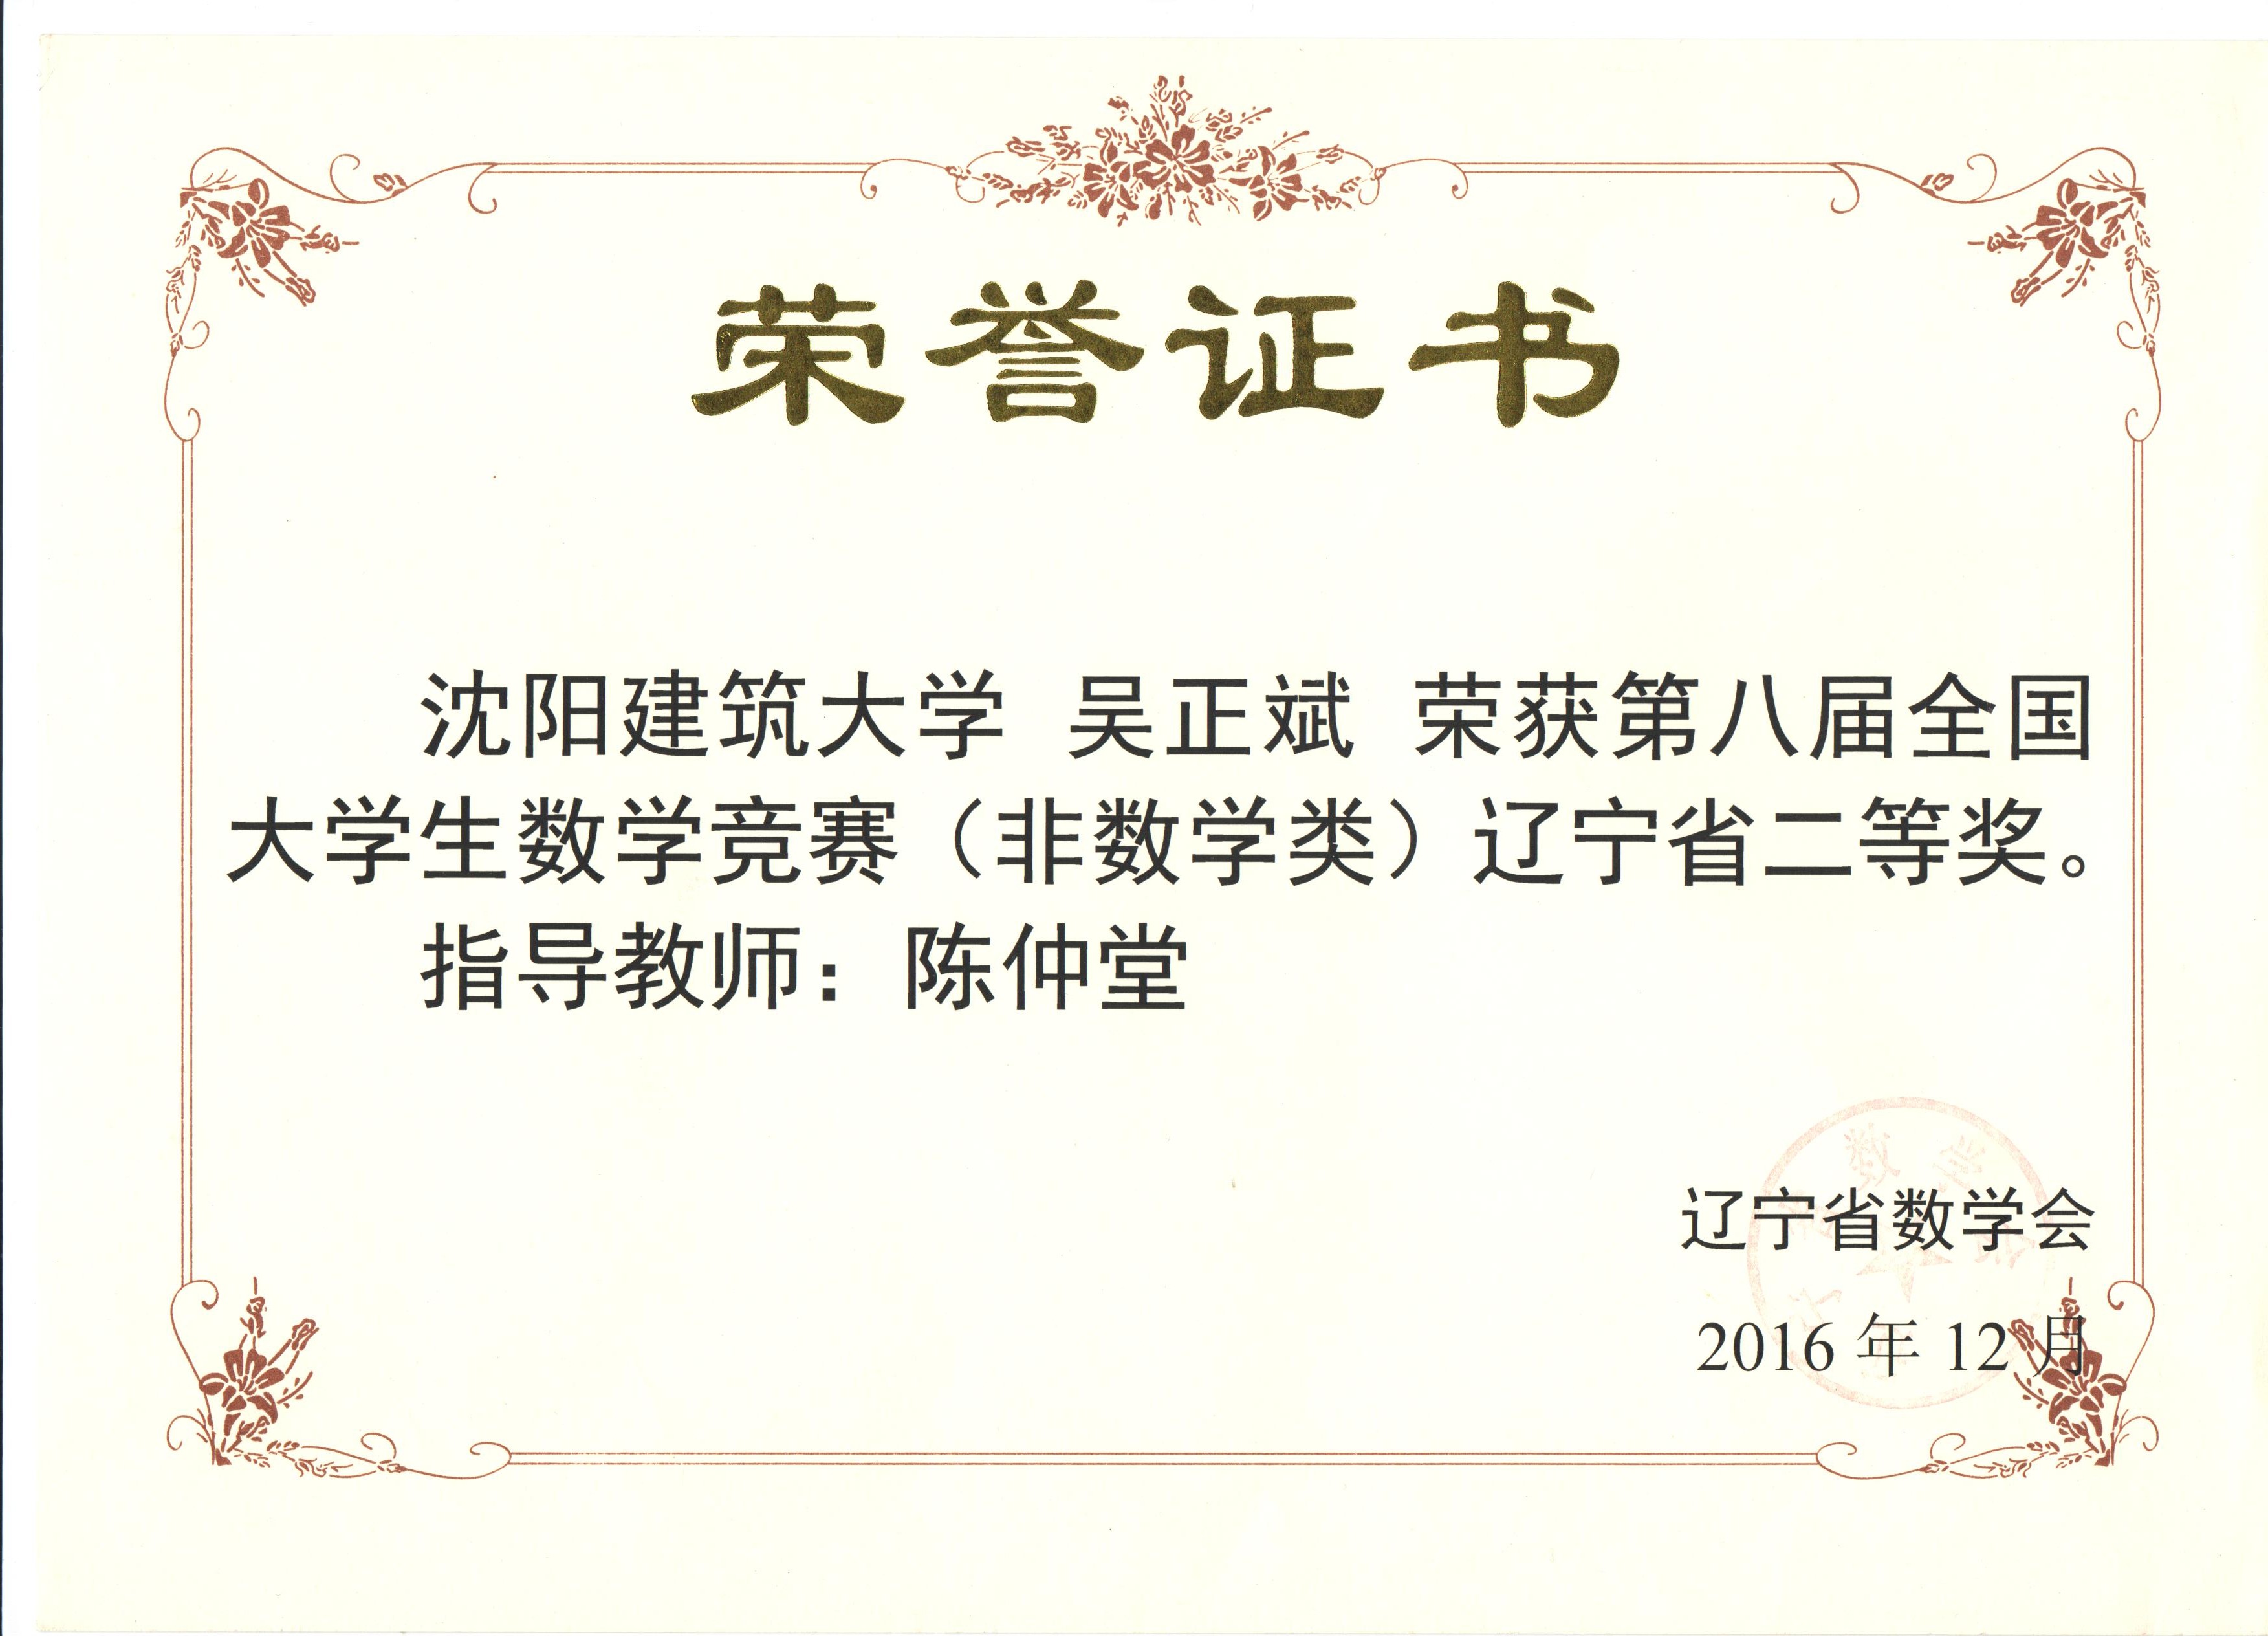 荣誉证书
沈阳建筑大学 吴正斌 荣获第八届全国
大学生数学竞赛（非数学类）辽宁省二等奖。
指导教师：陈仲堂
数学
辽宁省数学会
2016 年 12 月